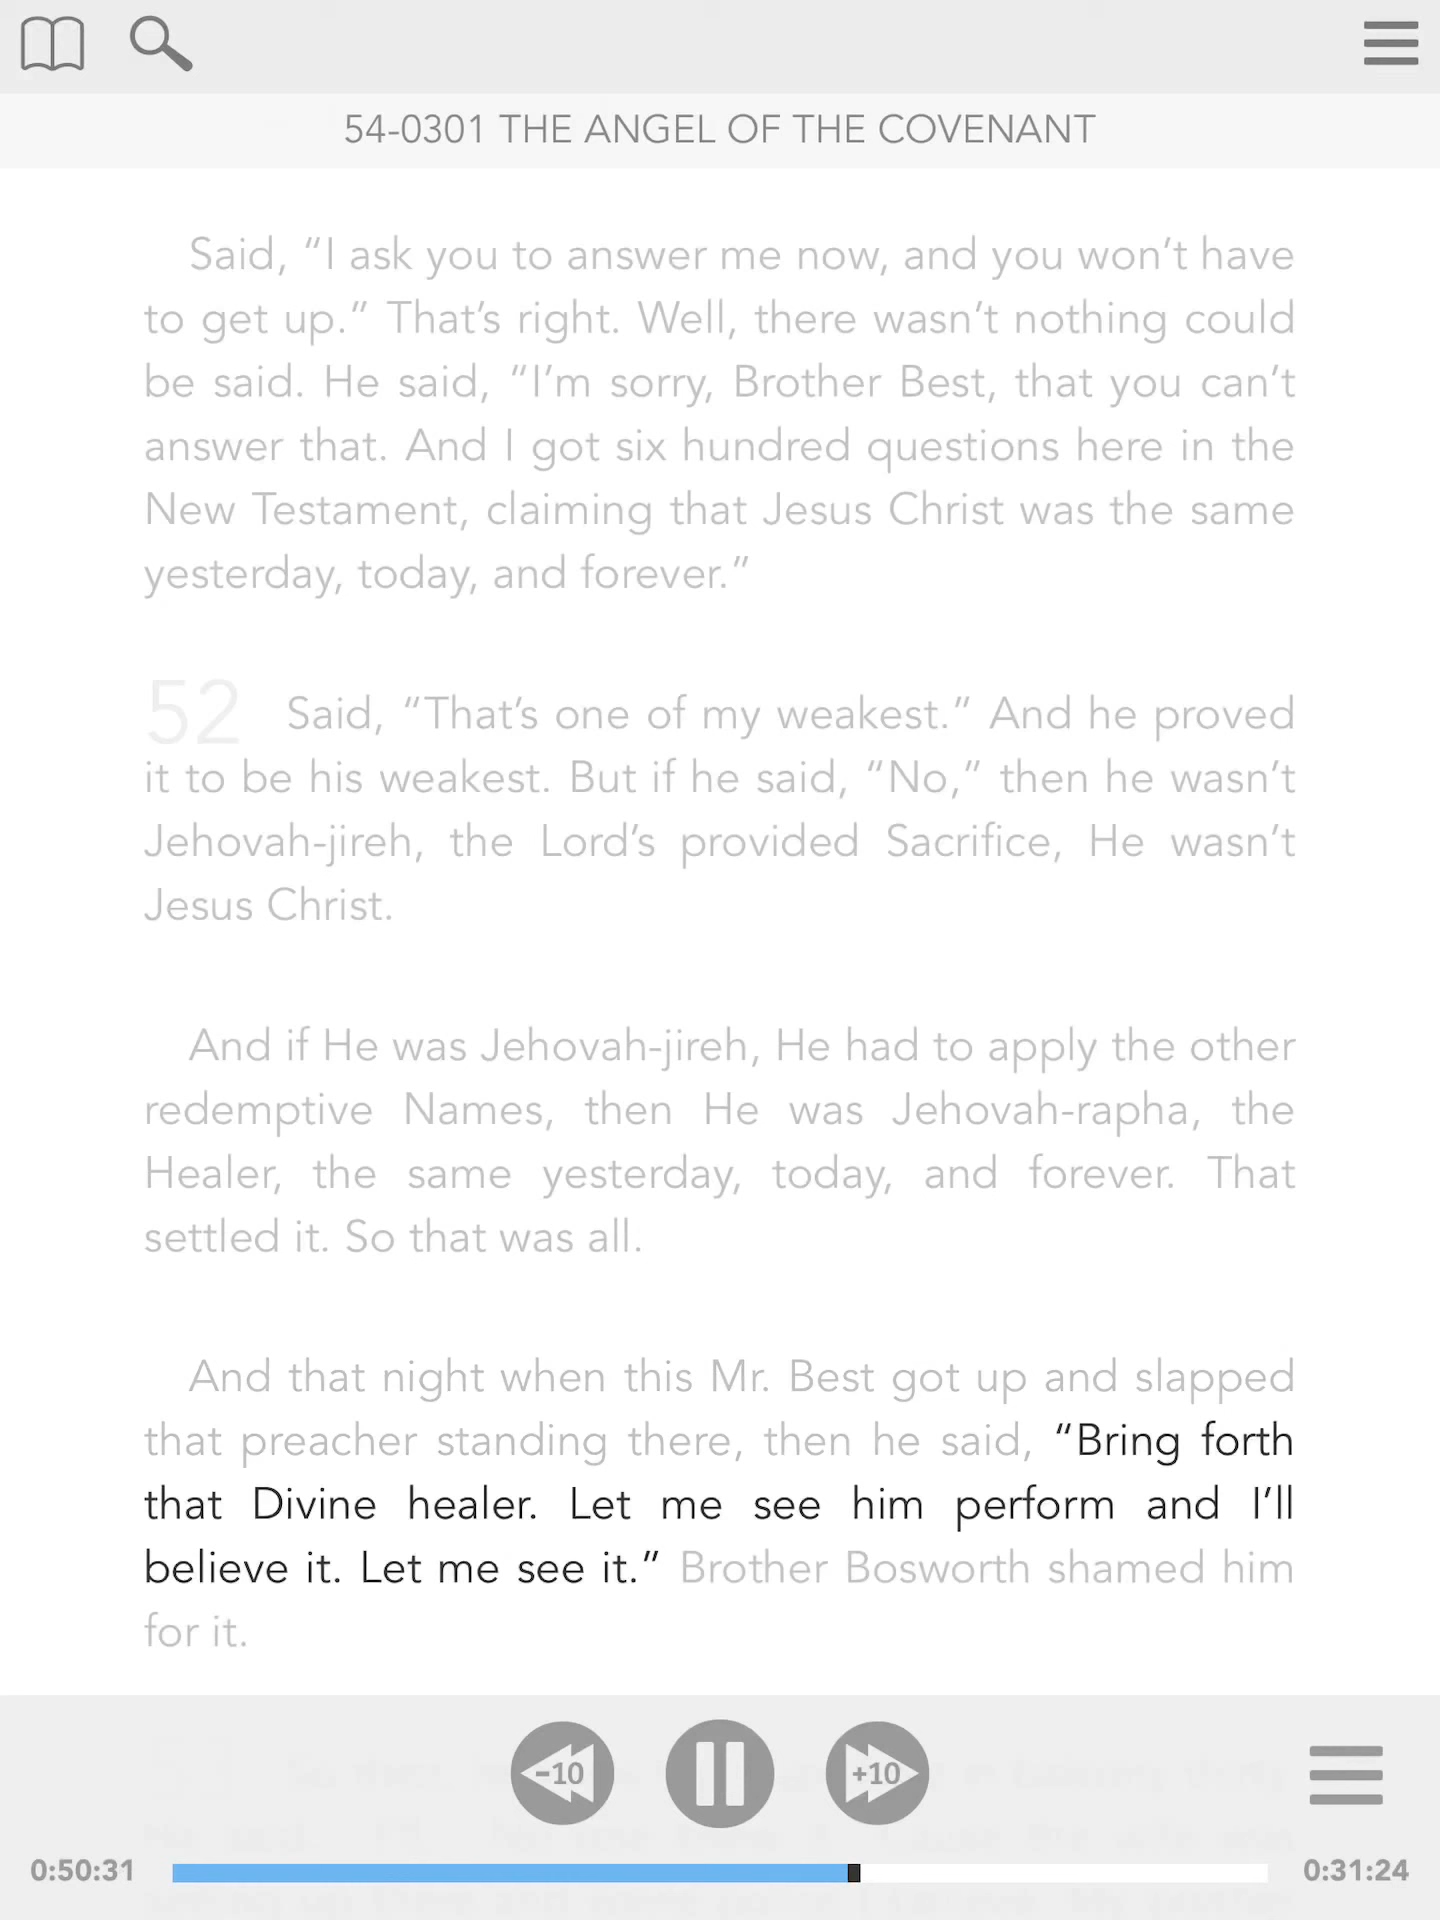 54-0301 THE ANGEL OF THE COVENANT
Said, “I ask you to answer me now, and you won’t have
to get up.” That’s right. Well, there wasn’t nothing could
be said. He said, “I’m sorry, Brother Best, that you can’t
answer that. And I got six hundred questions here in the
New Testament, claiming that Jesus Christ was the same
yesterday, today, and forever.”
52 Said, “That’s one of my weakest.” And he proved
it to be his weakest. But if he said, “No,” then he wasn’t
Jehovah-jireh, the Lord’s provided Sacrifice, He wasn’t
Jesus Christ.
And if He was Jehovah-jireh, He had to apply the other
redemptive Names, then He was Jehovah-rapha, the
Healer, the same yesterday, today, and forever. That
settled it. So that was all.
And that night when this Mr. Best got up and slapped
that preacher standing there, then he said, “Bring forth
that Divine healer. Let me see him perform and I’ll
believe it. Let me see it.” Brother Bosworth shamed him
for it.
-10 +10
0:50:31 0:31:24